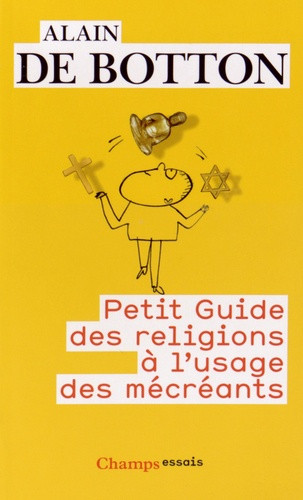 ALAIN
DE BOTTON
Petit Guide
des religions
à l'usage
des mécréants
Champs essais